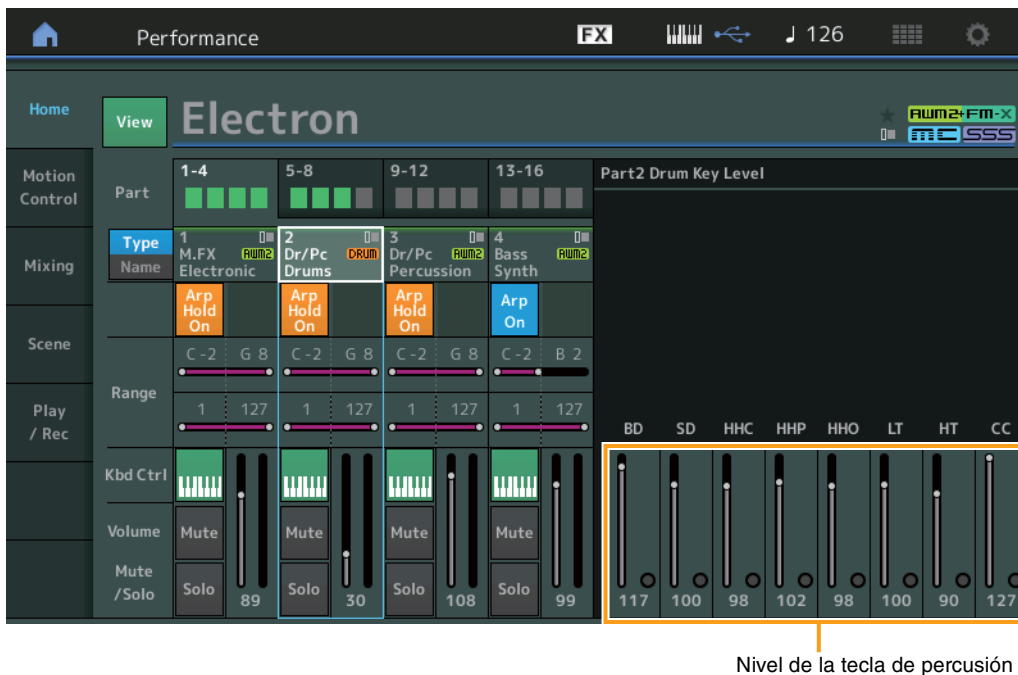 Performance FX 126
Home
View
Electron
AWM2+FM-X
MC SSS
Motion Control
Mixing
Scene
Play / Rec
Part
1-4 5-8 9-12 13-16
Part2 Drum Key Level
Type
Name
1 M.FX AWM2 Electronic
2 Dr/Pc DRUM Drums
3 Dr/Pc AWM2 Percussion
4 Bass AWM2 Synth
Arp Hold On
Arp Hold On
Arp Hold On
Arp On
Range
C -2 G 8 C -2 G 8 C -2 G 8 C -2 B 2
1 127 1 127 1 127 1 127
Kbd Ctrl
Volume
Mute /Solo
Mute Mute Mute Mute
Solo Solo Solo Solo
89 30 108 99
BD SD HHC HHP HHO LT HT CC
117 100 98 102 98 100 90 127
Nivel de la tecla de percusión